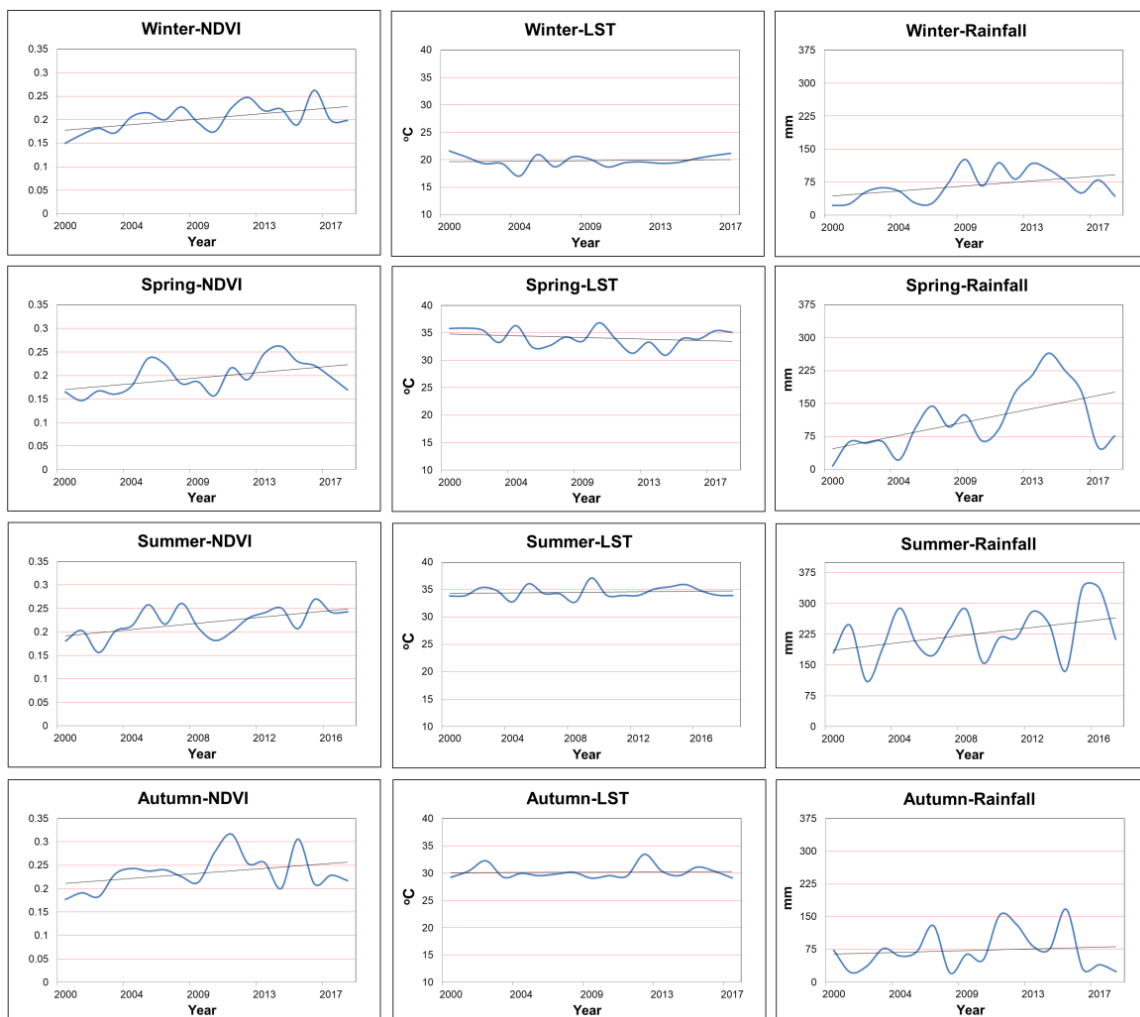 Winter-NDVI
0.35
0.3
0.25
0.2
0.15
0.1
0.05
0
2000 2004 2009 2013 2017
Year
Winter-LST
40
35
30
25
20
15
10
ºC
2000 2004 2009 2013 2017
Year
Winter-Rainfall
375
300
225
150
75
0
mm
2000 2004 2009 2013 2017
Year
Spring-NDVI
0.35
0.3
0.25
0.2
0.15
0.1
0.05
0
2000 2004 2009 2013 2017
Year
Spring-LST
40
35
30
25
20
15
10
ºC
2000 2004 2009 2013 2017
Year
Spring-Rainfall
375
300
225
150
75
0
mm
2000 2004 2009 2013 2017
Year
Summer-NDVI
0.35
0.3
0.25
0.2
0.15
0.1
0.05
0
2000 2004 2008 2012 2016
Year
Summer-LST
40
35
30
25
20
15
10
ºC
2000 2004 2008 2012 2016
Year
Summer-Rainfall
375
300
225
150
75
0
mm
2000 2004 2008 2012 2016
Year
Autumn-NDVI
0.35
0.3
0.25
0.2
0.15
0.1
0.05
0
2000 2004 2009 2013 2017
Year
Autumn-LST
40
35
30
25
20
15
10
ºC
2000 2004 2009 2013 2017
Year
Autumn-Rainfall
375
300
225
150
75
0
mm
2000 2004 2009 2013 2017
Year